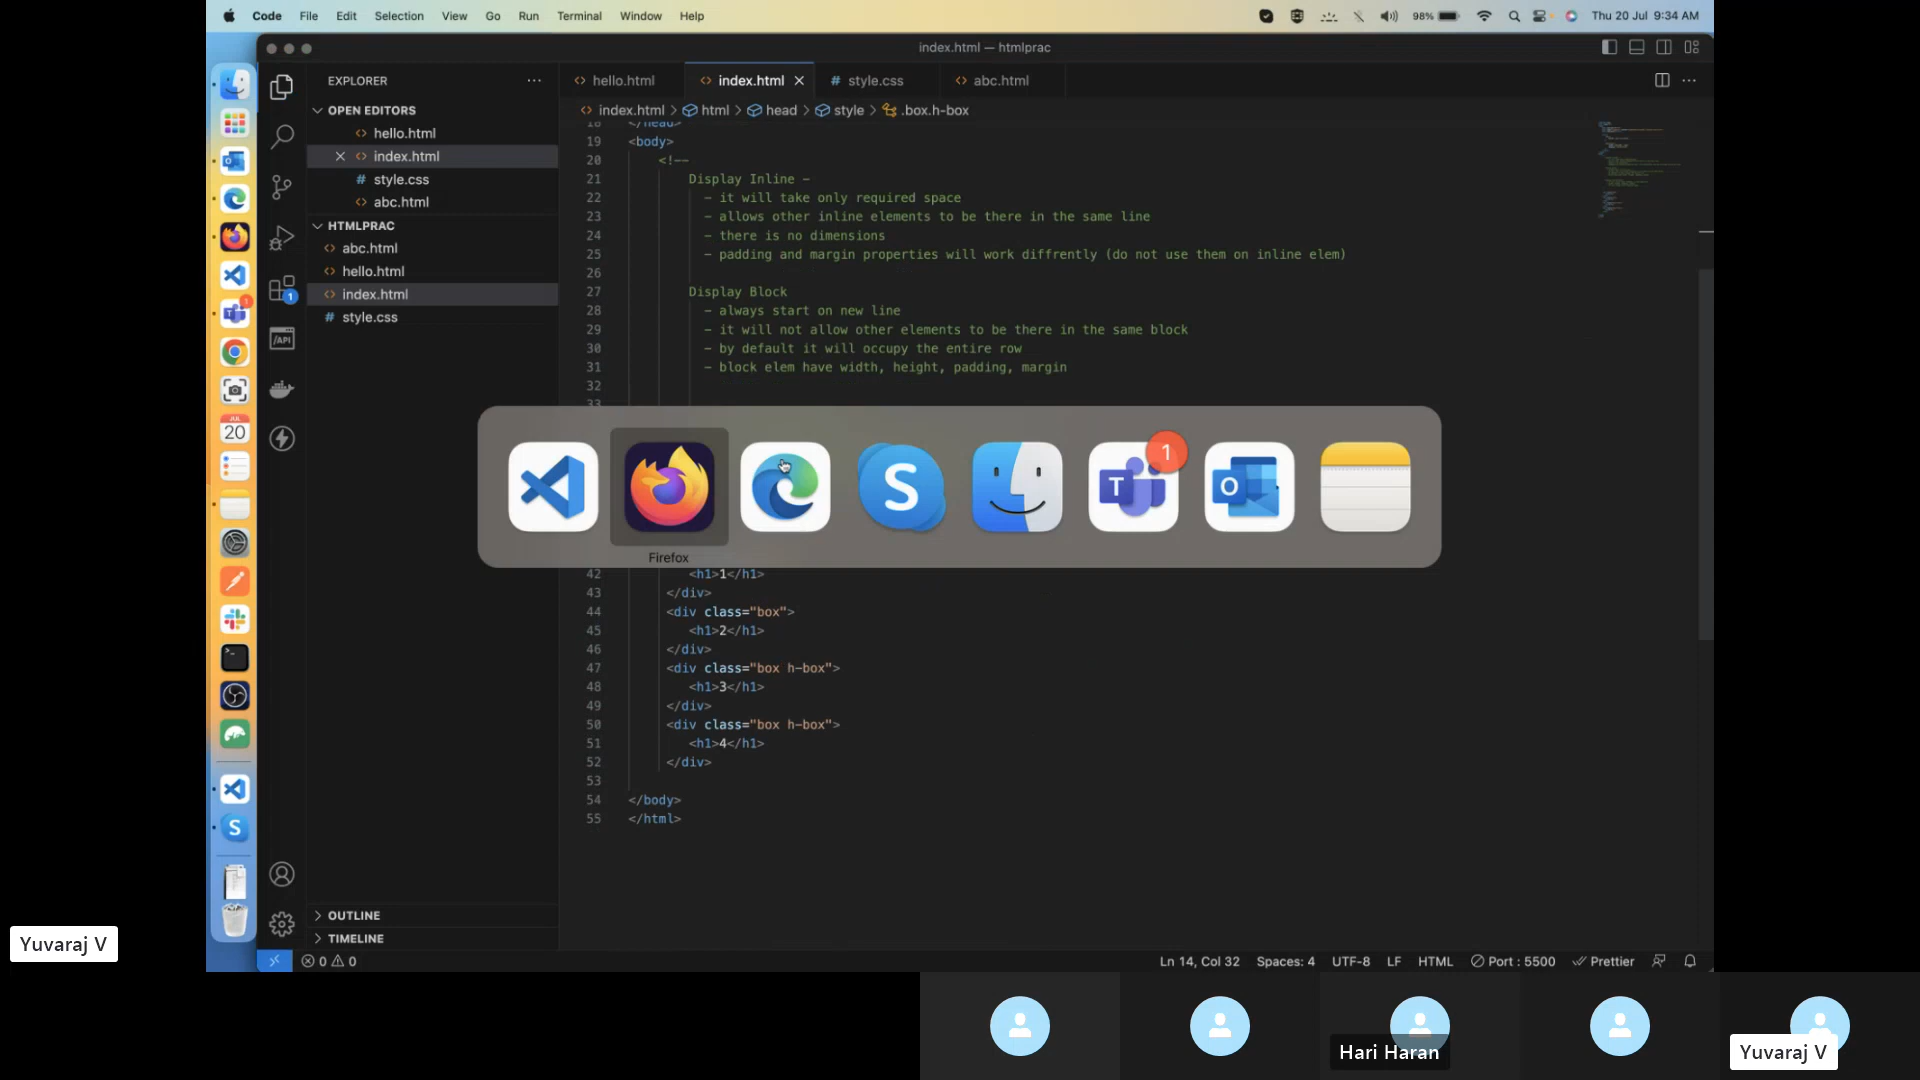 Code File Edit Selection View Go Run Terminal Window Help
98% Thu 20 Jul 9:34 AM
index.html — htmlprac
EXPLORER
OPEN EDITORS
hello.html
index.html
style.css
abc.html
HTMLPRAC
abc.html
hello.html
index.html
style.css
OUTLINE
TIMELINE
hello.html index.html style.css abc.html
index.html > html > head > style > .box.h-box
18 </head>
19 <body>
20 <!--
21 Display Inline -
22 - it will take only required space
23 - allows other inline elements to be there in the same line
24 - there is no dimensions
25 - padding and margin properties will work diffrently (do not use them on inline elem)
26
27 Display Block
28 - always start on new line
29 - it will not allow other elements to be there in the same block
30 - by default it will occupy the entire row
31 - block elem have width, height, padding, margin
32
33
Firefox
42 <h1>1</h1>
43 </div>
44 <div class="box">
45 <h1>2</h1>
46 </div>
47 <div class="box h-box">
48 <h1>3</h1>
49 </div>
50 <div class="box h-box">
51 <h1>4</h1>
52 </div>
53
54 </body>
55 </html>
0 0
Ln 14, Col 32 Spaces: 4 UTF-8 LF HTML Port : 5500 Prettier
JUL
20
1
1
1
/API
T
O
S
S
Yuvaraj V
Hari Haran
Yuvaraj V